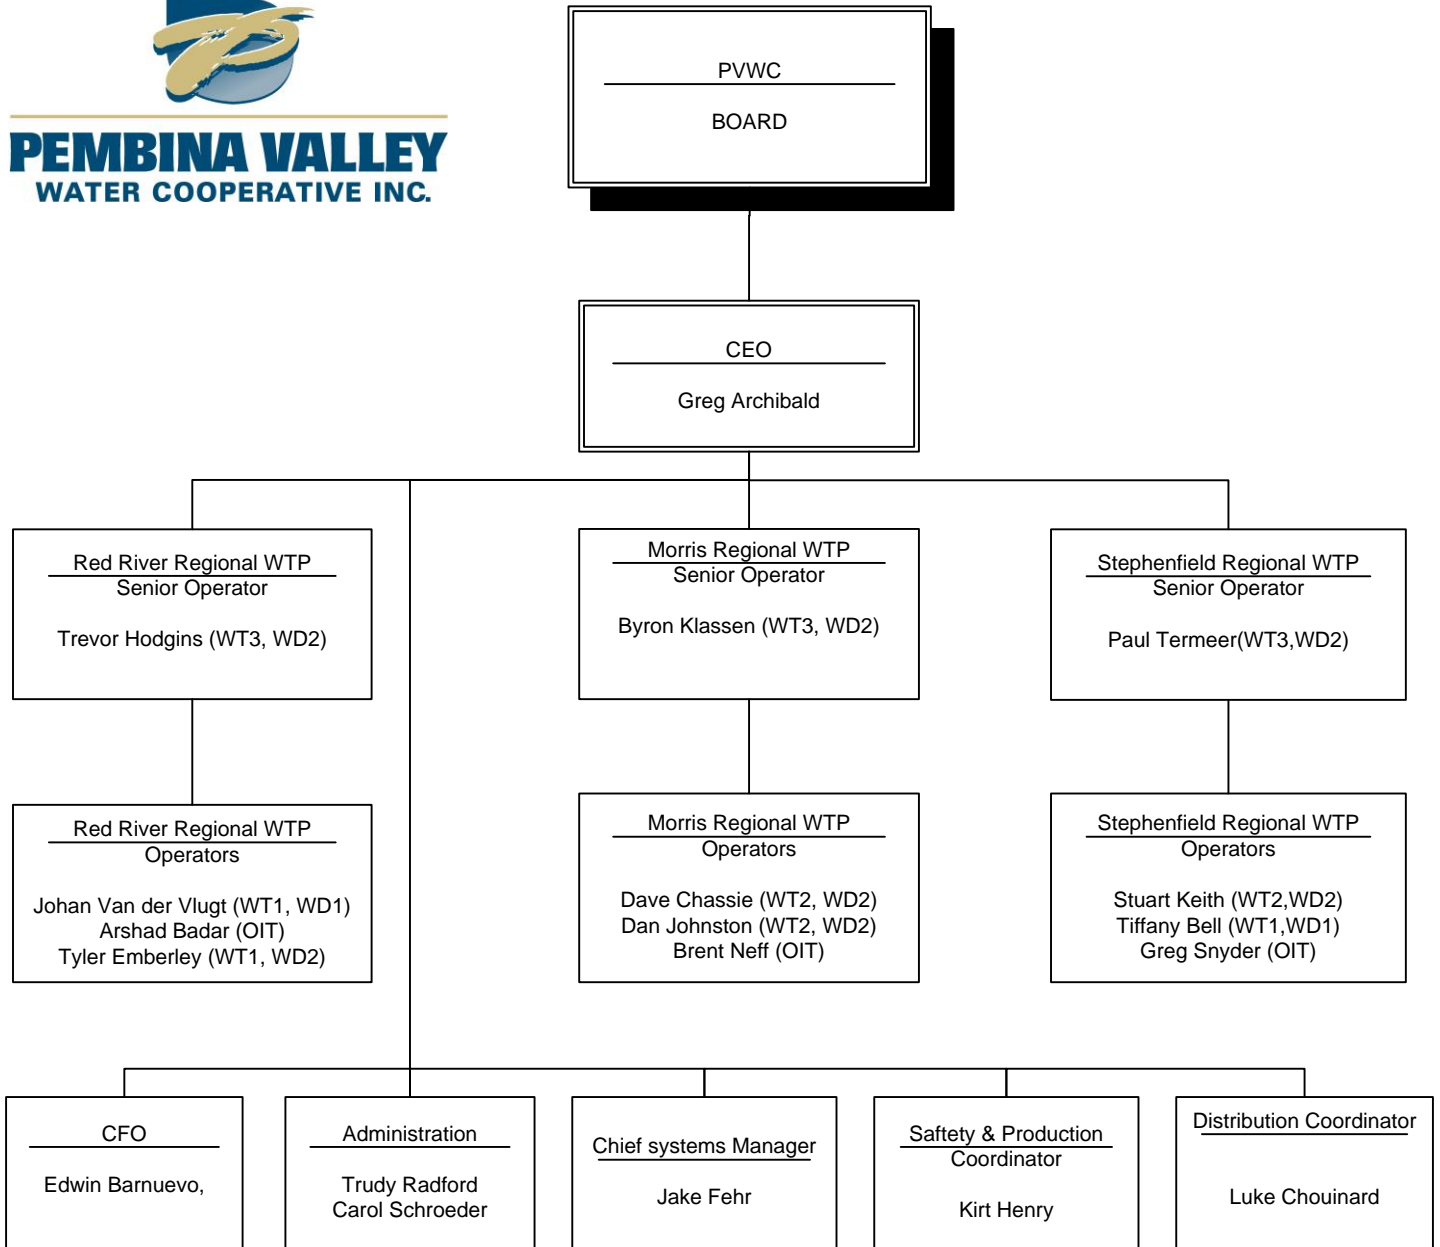 PEMBINA VALLEY
WATER COOPERATIVE INC.
PVWC
BOARD
CEO
Greg Archibald
Red River Regional WTP
Senior Operator
Trevor Hodgins (WT3, WD2)
Morris Regional WTP
Senior Operator
Byron Klassen (WT3, WD2)
Stephenfield Regional WTP
Senior Operator
Paul Termeer(WT3,WD2)
Red River Regional WTP
Operators
Johan Van der Vlugt (WT1, WD1)
Arshad Badar (OIT)
Tyler Emberley (WT1, WD2)
Morris Regional WTP
Operators
Dave Chassie (WT2, WD2)
Dan Johnston (WT2, WD2)
Brent Neff (OIT)
Stephenfield Regional WTP
Operators
Stuart Keith (WT2,WD2)
Tiffany Bell (WT1,WD1)
Greg Snyder (OIT)
CFO
Edwin Barnuevo,
Administration
Trudy Radford
Carol Schroeder
Chief systems Manager
Jake Fehr
Saftety & Production
Coordinator
Kirt Henry
Distribution Coordinator
Luke Chouinard